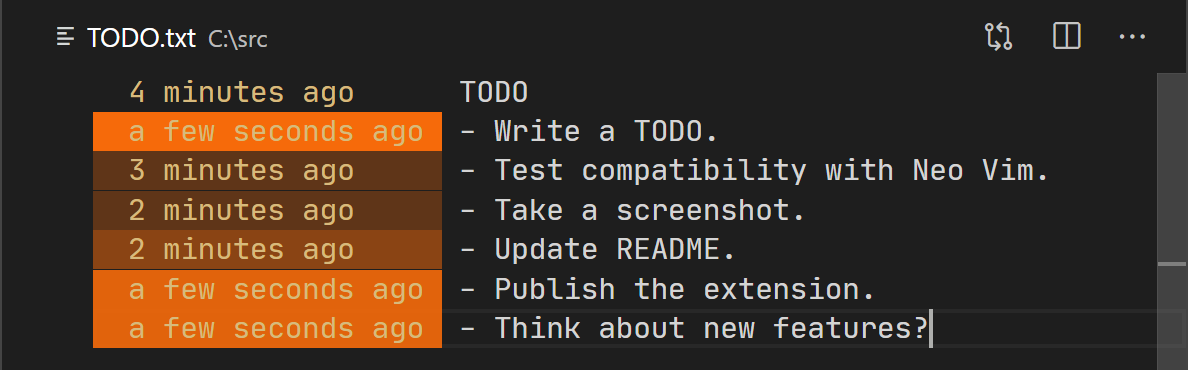 TODO.txt C:\src
4 minutes ago TODO
a few seconds ago - Write a TODO.
3 minutes ago - Test compatibility with Neo Vim.
2 minutes ago - Take a screenshot.
2 minutes ago - Update README.
a few seconds ago - Publish the extension.
a few seconds ago - Think about new features?